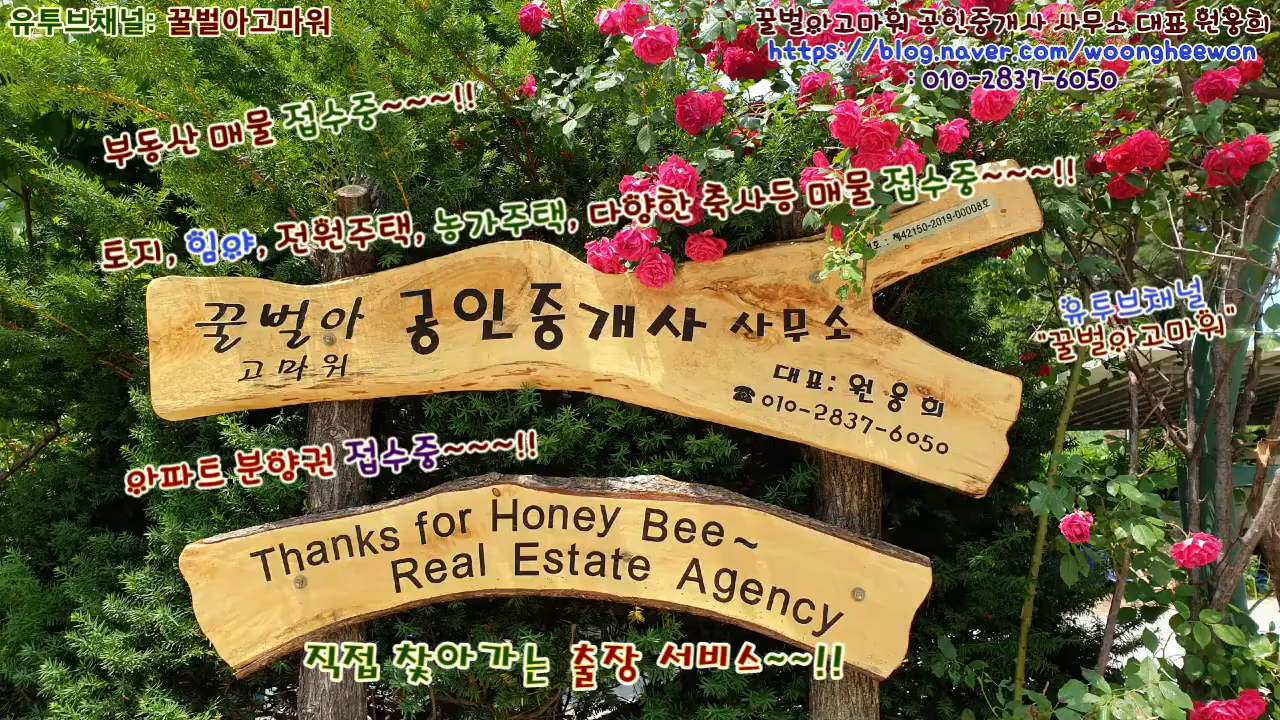 유투브채널: 꿀벌아고마워
꿀벌아고마워 공인중개사 사무소 대표 원웅희
https://blog.naver.com/woongheewon
: 010-2837-6050
부동산 매물 접수중~~~!!
토지, 임야, 전원주택, 농가주택, 다양한 축사등 매물 접수중~~~!!
호 : 제42150-2019-00008호
꿀벌아 공인중개사 사무소
고마워
대표: 원웅희
☎010-2837-6050
유투브채널
"꿀벌아고마워"
아파트 분양권 접수중~~~!!
Thanks for Honey Bee~
Real Estate Agency
직접 찾아가는 출장 서비스~~!!